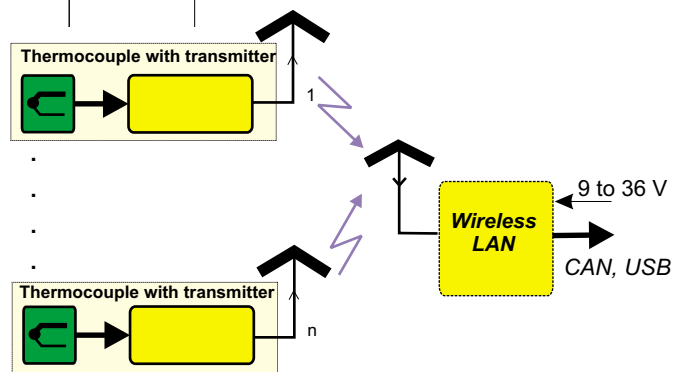 Thermocouple with transmitter
1
9 to 36 V
Wireless
LAN
CAN, USB
Thermocouple with transmitter
n